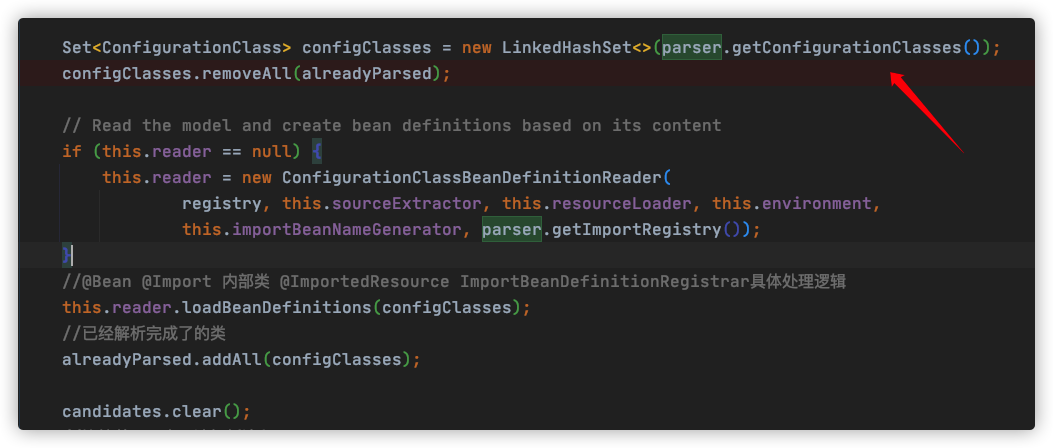 Set<ConfigurationClass> configClasses = new LinkedHashSet<>(parser.getConfigurationClasses());
configClasses.removeAll(alreadyParsed);
// Read the model and create bean definitions based on its content
if (this.reader == null) {
this.reader = new ConfigurationClassBeanDefinitionReader(
registry, this.sourceExtractor, this.resourceLoader, this.environment,
this.importBeanNameGenerator, parser.getImportRegistry());
}
//@Bean @Import 内部类 @ImportedResource ImportBeanDefinitionRegistrar具体处理逻辑
this.reader.loadBeanDefinitions(configClasses);
//已经解析完成了的类
alreadyParsed.addAll(configClasses);
candidates.clear();